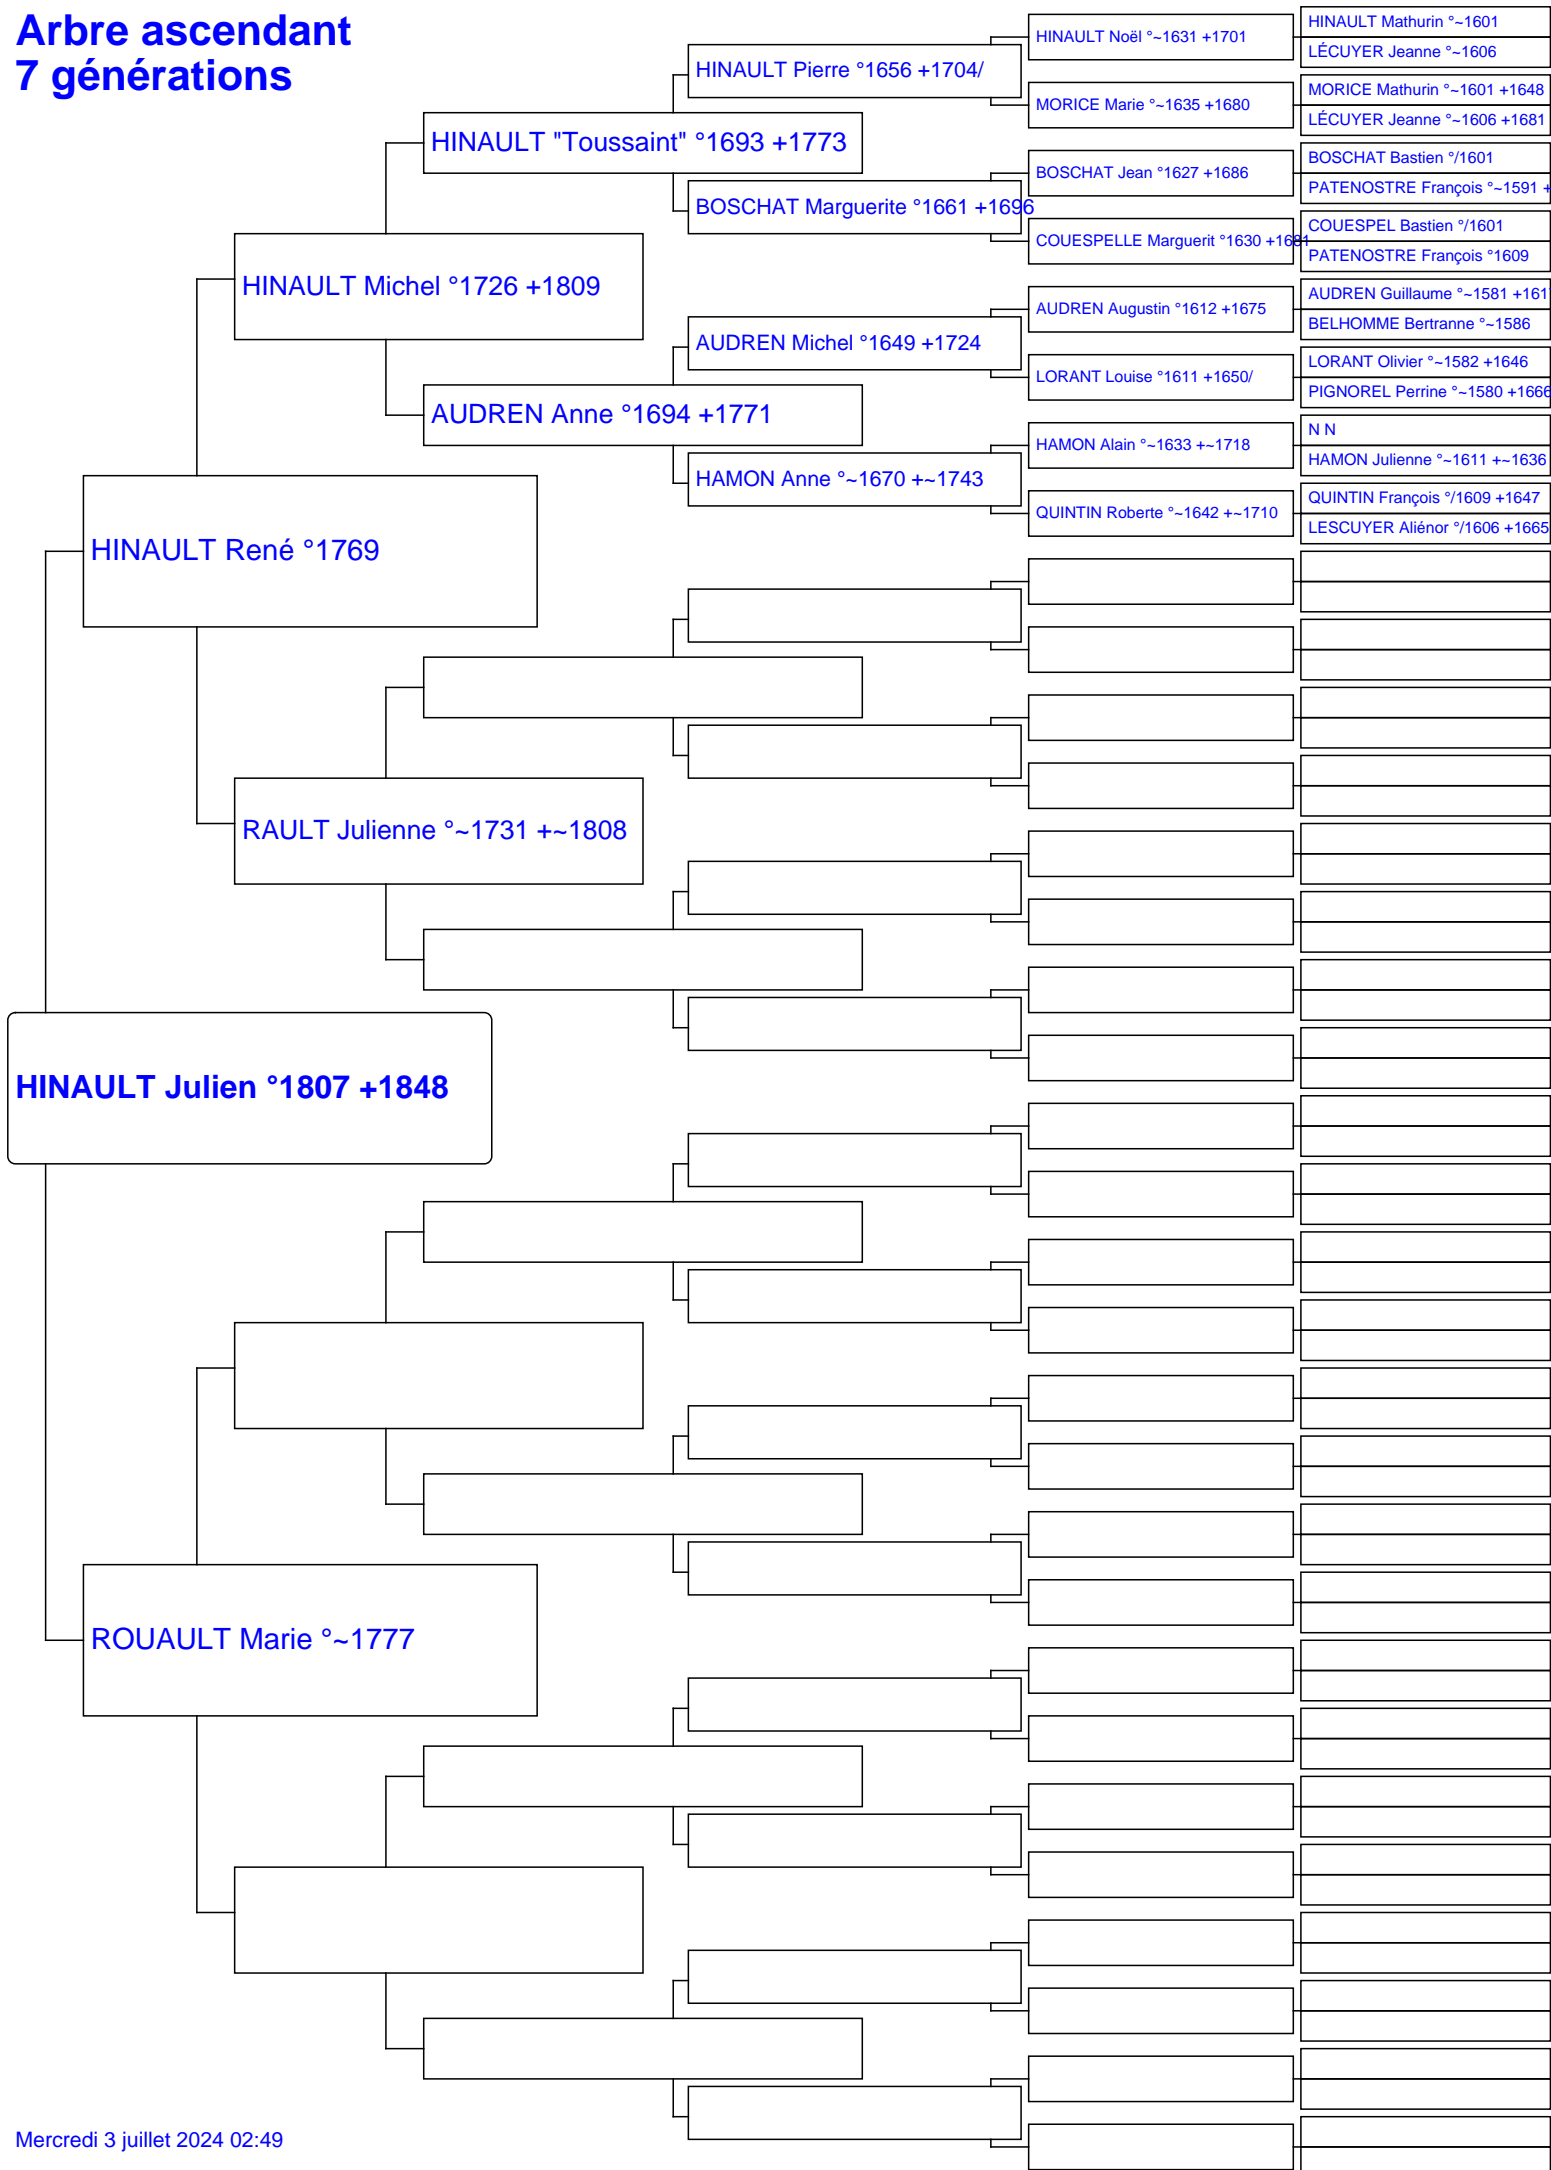 Arbre ascendant
7 générations
HINAULT Julien °1807 +1848
HINAULT René °1769
ROUAULT Marie °~1777
HINAULT Michel °1726 +1809
RAULT Julienne °~1731 +~1808
HINAULT "Toussaint" °1693 +1773
AUDREN Anne °1694 +1771
HINAULT Pierre °1656 +1704/
BOSCHAT Marguerite °1661 +1696
AUDREN Michel °1649 +1724
HAMON Anne °~1670 +~1743
HINAULT Noël °~1631 +1701
MORICE Marie °~1635 +1680
BOSCHAT Jean °1627 +1686
COUESPELLE Marguerit °1630 +1681
AUDREN Augustin °1612 +1675
LORANT Louise °1611 +1650/
HAMON Alain °~1633 +~1718
QUINTIN Roberte °~1642 +~1710
HINAULT Mathurin °~1601
LÉCUYER Jeanne °~1606
MORICE Mathurin °~1601 +1648
LÉCUYER Jeanne °~1606 +1681
BOSCHAT Bastien °/1601
PATENOSTRE François °~1591 +
COUESPEL Bastien °/1601
PATENOSTRE François °1609
AUDREN Guillaume °~1581 +161
BELHOMME Bertranne °~1586
LORANT Olivier °~1582 +1646
PIGNOREL Perrine °~1580 +1666
N N
HAMON Julienne °~1611 +~1636
QUINTIN François °/1609 +1647
LESCUYER Aliénor °/1606 +1665
Mercredi 3 juillet 2024 02:49